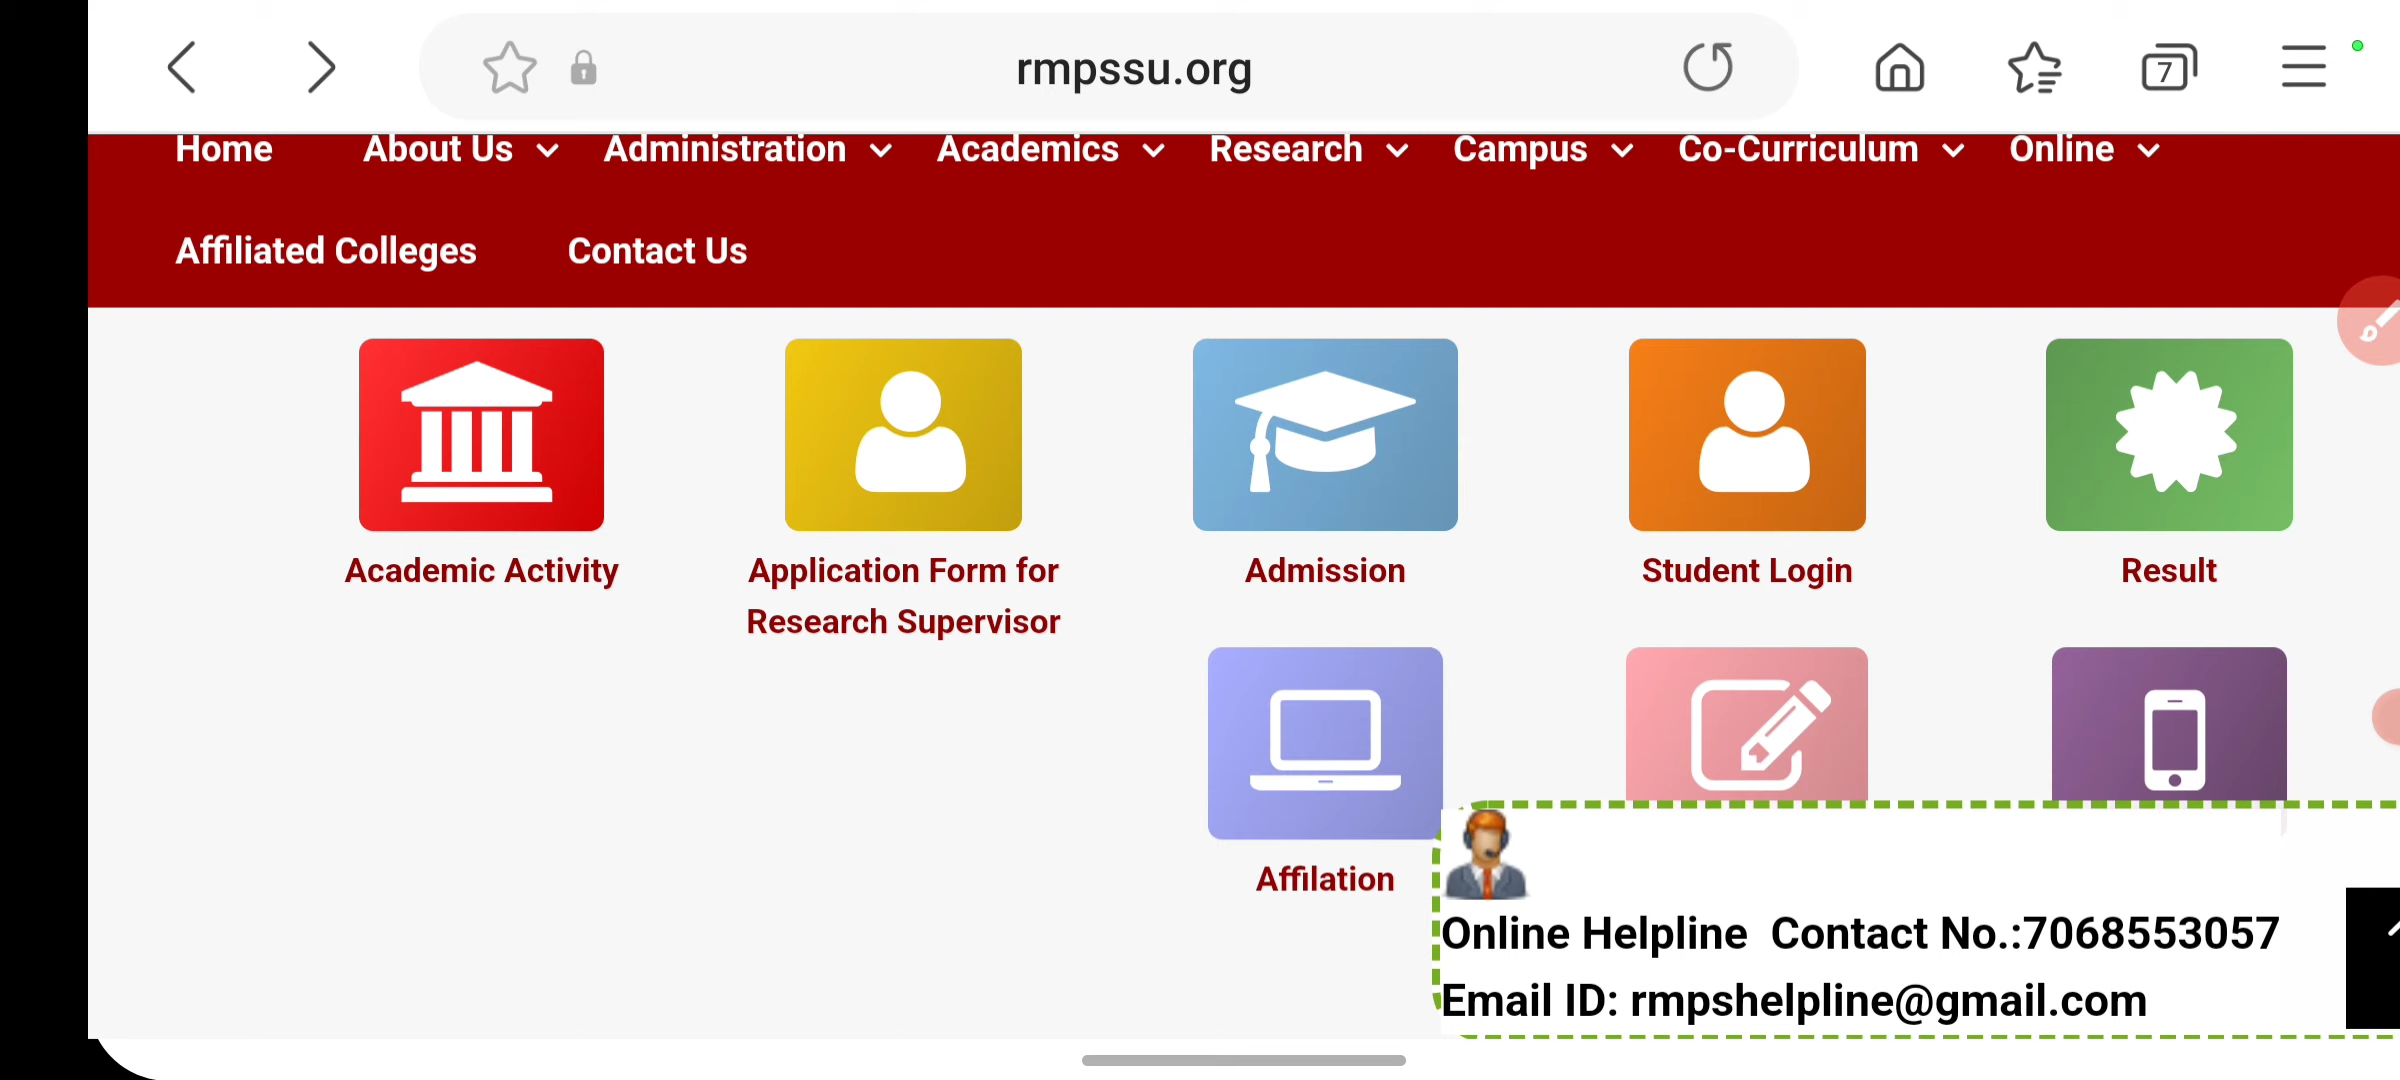 rmpssu.org
7
Home About Us Administration Academics Research Campus Co-Curriculum Online
Affiliated Colleges Contact Us
Academic Activity
Application Form for
Research Supervisor
Admission
Student Login
Result
Affilation
Online Helpline Contact No.:7068553057
Email ID: rmpshelpline@gmail.com